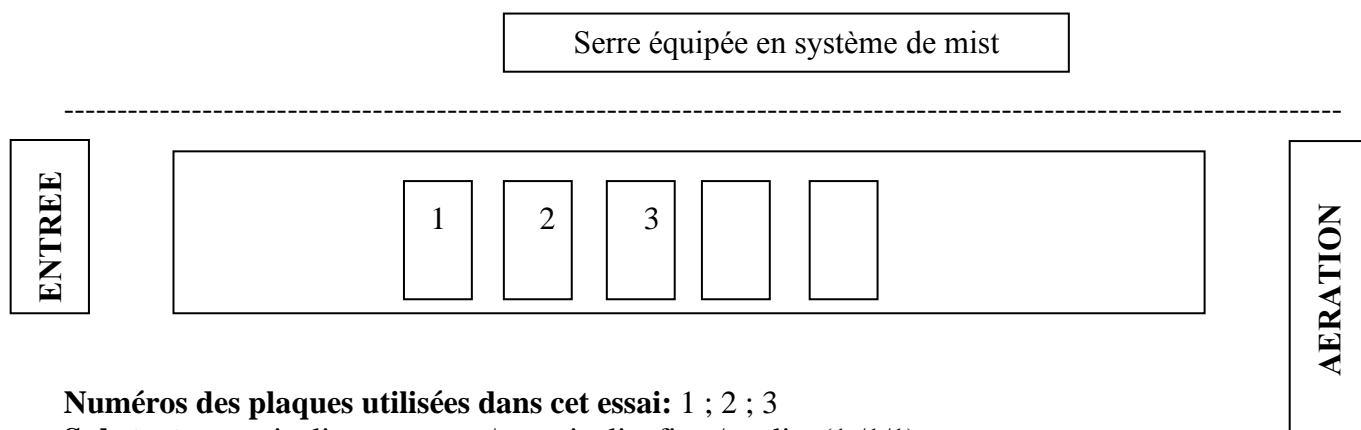 Serre équipée en système de mist
ENTREE
1 2 3
AERATION
Numéros des plaques utilisées dans cet essai: 1 ; 2 ; 3